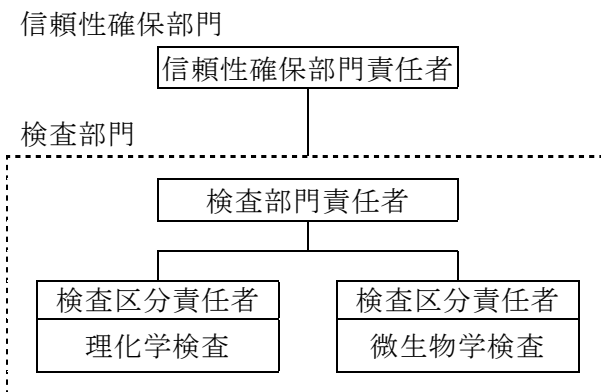 信頼性確保部門
信頼性確保部門責任者
検査部門
検査部門責任者
検査区分責任者 検査区分責任者
理化学検査 微生物学検査